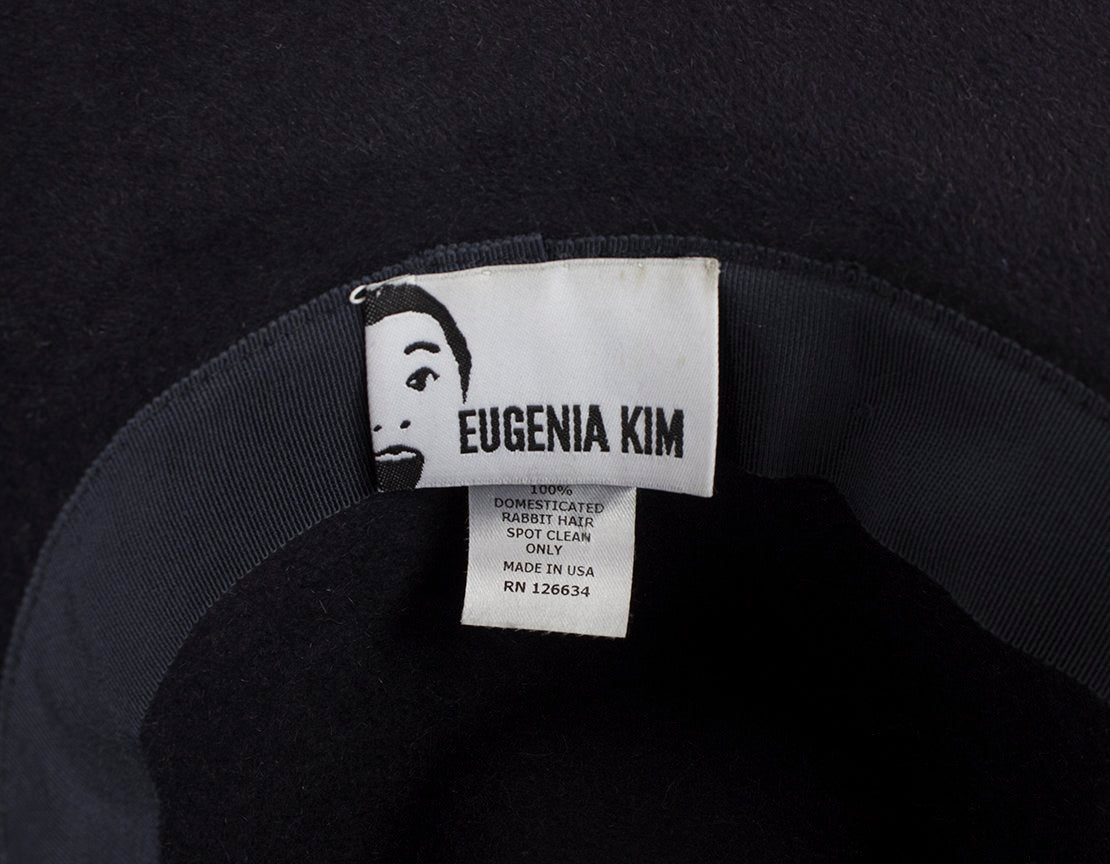 EUGENIA KIM
100%
DOMESTICATED
RABBIT HAIR
SPOT CLEAN
ONLY
MADE IN USA
RN 126634